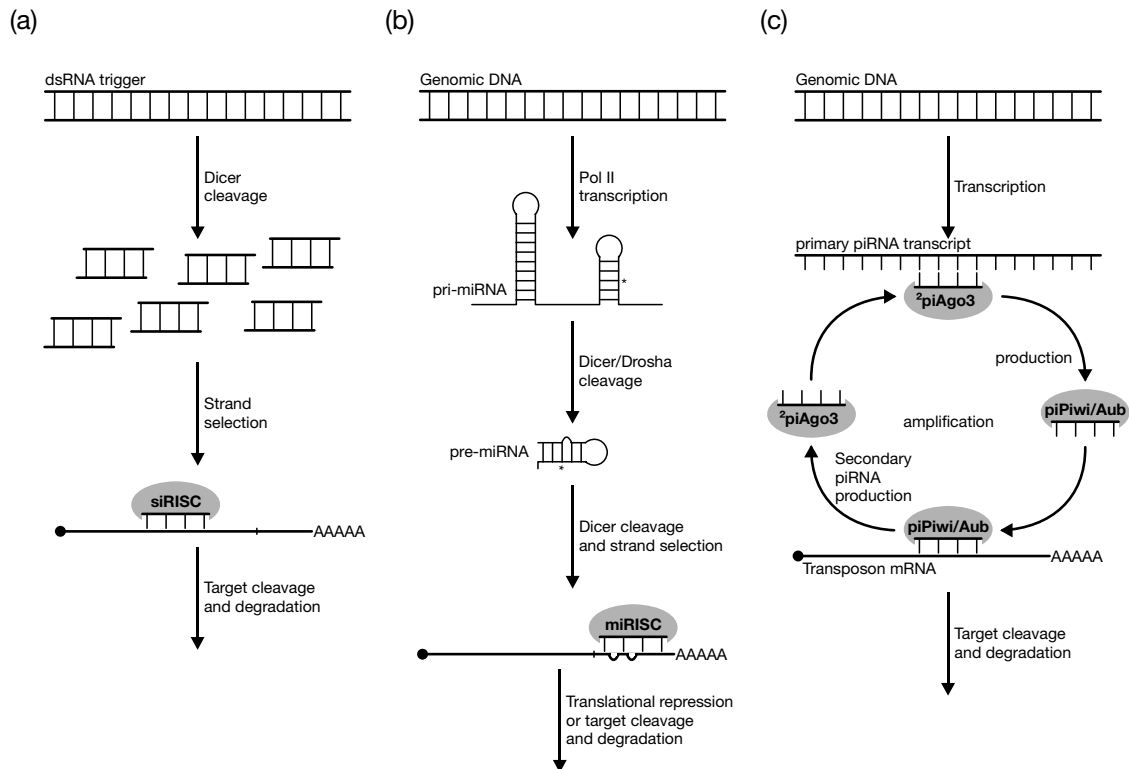 (a)
dsRNA trigger
Dicer
cleavage
Strand
selection
siRISC
AAAAA
Target cleavage
and degradation
(b)
Genomic DNA
Pol II
transcription
pri-miRNA
*
Dicer/Drosha
cleavage
pre-miRNA
*
Dicer cleavage
and strand selection
miRISC
AAAAA
Translational repression
or target cleavage
and degradation
(c)
Genomic DNA
Transcription
primary piRNA transcript
²piAgo3
production
²piAgo3
piPiwi/Aub
amplification
Secondary
piRNA
production
piPiwi/Aub
AAAAA
Transposon mRNA
Target cleavage
and degradation